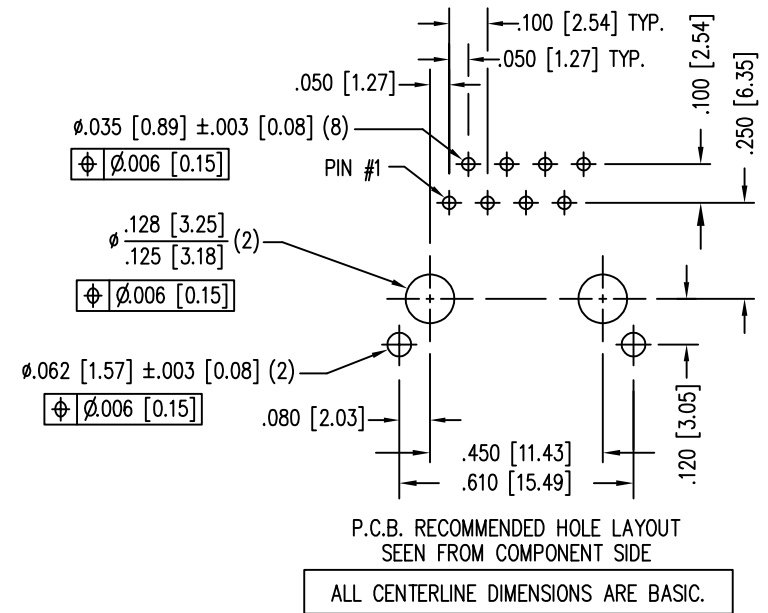 .100 [2.54] TYP.
.050 [1.27] TYP.
.050 [1.27]
.100 [2.54]
.250 [6.35]
ø.035 [0.89] ±.003 [0.08] (8)
⌖ Ø.006 [0.15]
PIN #1
ø .128 [3.25]
.125 [3.18] (2)
⌖ Ø.006 [0.15]
ø.062 [1.57] ±.003 [0.08] (2)
⌖ Ø.006 [0.15]
.080 [2.03]
.450 [11.43]
.610 [15.49]
.120 [3.05]
P.C.B. RECOMMENDED HOLE LAYOUT
SEEN FROM COMPONENT SIDE
ALL CENTERLINE DIMENSIONS ARE BASIC.